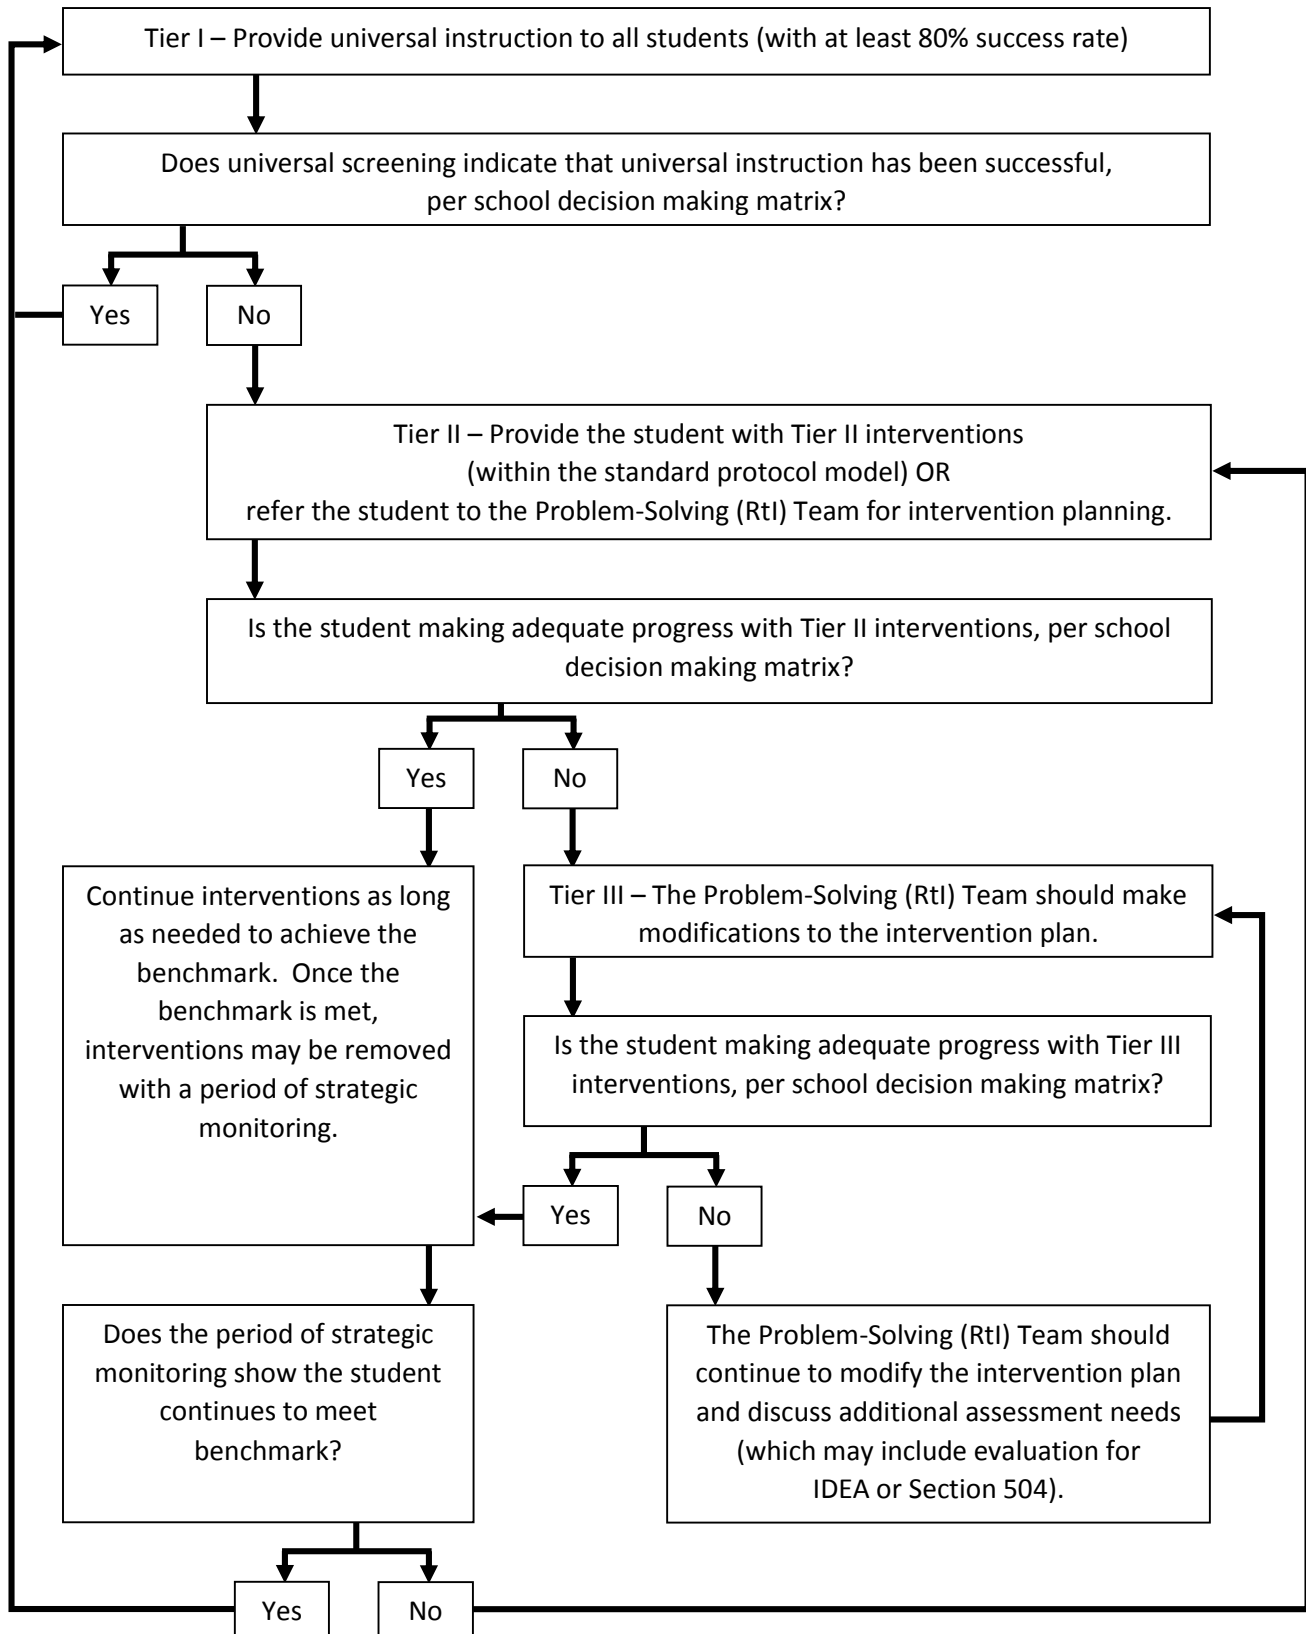 Tier I – Provide universal instruction to all students (with at least 80% success rate)
Does universal screening indicate that universal instruction has been successful,
per school decision making matrix?
Yes
No
Tier II – Provide the student with Tier II interventions
(within the standard protocol model) OR
refer the student to the Problem-Solving (RtI) Team for intervention planning.
Is the student making adequate progress with Tier II interventions, per school
decision making matrix?
Yes
No
Continue interventions as long
as needed to achieve the
benchmark.  Once the
benchmark is met,
interventions may be removed
with a period of strategic
monitoring.
Tier III – The Problem-Solving (RtI) Team should make
modifications to the intervention plan.
Is the student making adequate progress with Tier III
interventions, per school decision making matrix?
Yes
No
Does the period of strategic
monitoring show the student
continues to meet
benchmark?
The Problem-Solving (RtI) Team should
continue to modify the intervention plan
and discuss additional assessment needs
(which may include evaluation for
IDEA or Section 504).
Yes
No